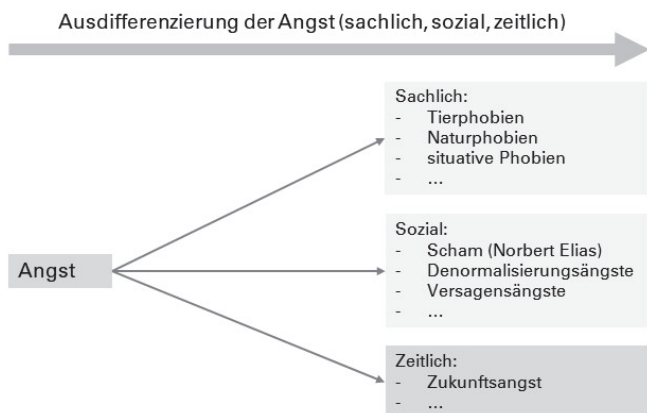 Ausdifferenzierung der Angst (sachlich, sozial, zeitlich)
Sachlich:
- Tierphobien
- Naturphobien
- situative Phobien
- ...
Angst
Sozial:
- Scham (Norbert Elias)
- Denormalisierungsängste
- Versagensängste
- ...
Zeitlich:
- Zukunftsangst
- ...